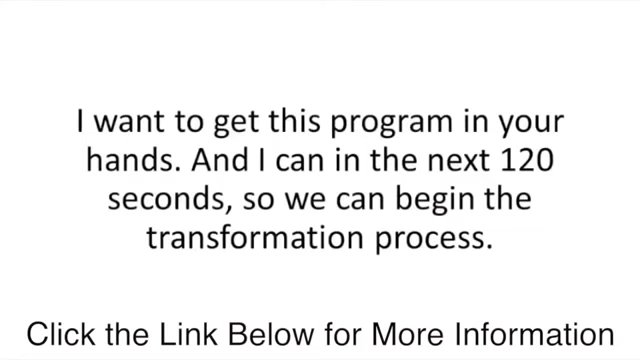 I want to get this program in your
hands. And I can in the next 120
seconds, so we can begin the
transformation process.
Click the Link Below for More Information